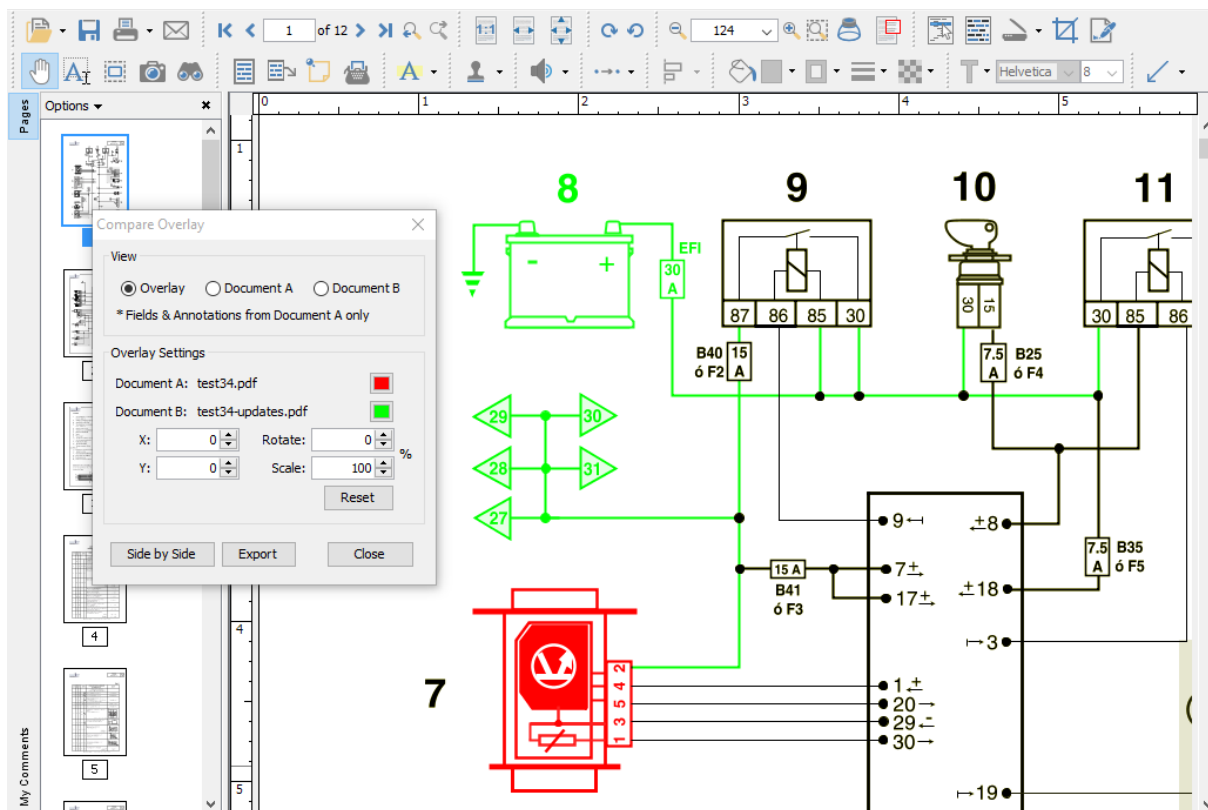 1 of 12
1:1
124
Helvetica 8
Pages
Options
0 1 2 3 4 5
1
4
5
My Comments
4
5
Compare Overlay
View
Overlay Document A Document B
* Fields & Annotations from Document A only
Overlay Settings
Document A: test34.pdf
Document B: test34-updates.pdf
X: 0 Rotate: 0
%
Y: 0 Scale: 100
Reset
Side by Side Export Close
8 9 10 11
- +
EFI
30
A
87 86 85 30
30 15
30 85 86
B40 15
ó F2 A
7.5 B25
A ó F4
29 30
28 31
27
9
±8
7±
15 A
B41
ó F3
17±
7.5 B35
A ó F5
±18
3
7
2
4
5
3
1
1±
20
29-
30
19